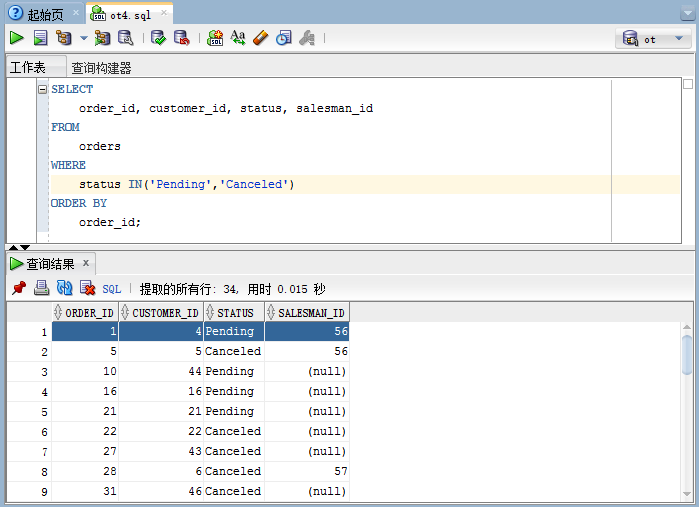 起始页 ot4.sql
ot
工作表 查询构建器
SELECT
order_id, customer_id, status, salesman_id
FROM
orders
WHERE
status IN('Pending','Canceled')
ORDER BY
order_id;
查询结果 x
SQL | 提取的所有行: 34, 用时 0.015 秒
ORDER_ID CUSTOMER_ID STATUS SALESMAN_ID
1 1 4 Pending 56
2 5 5 Canceled 56
3 10 44 Pending (null)
4 16 16 Pending (null)
5 21 21 Pending (null)
6 22 22 Canceled (null)
7 27 43 Canceled (null)
8 28 6 Canceled 57
9 31 46 Canceled (null)